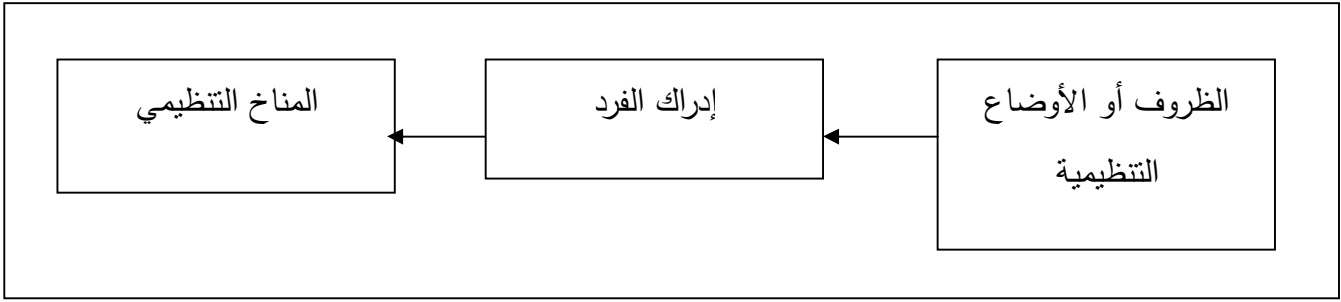 الظروف أو الأوضاع
التنظيمية
إدراك الفرد
المناخ التنظيمي